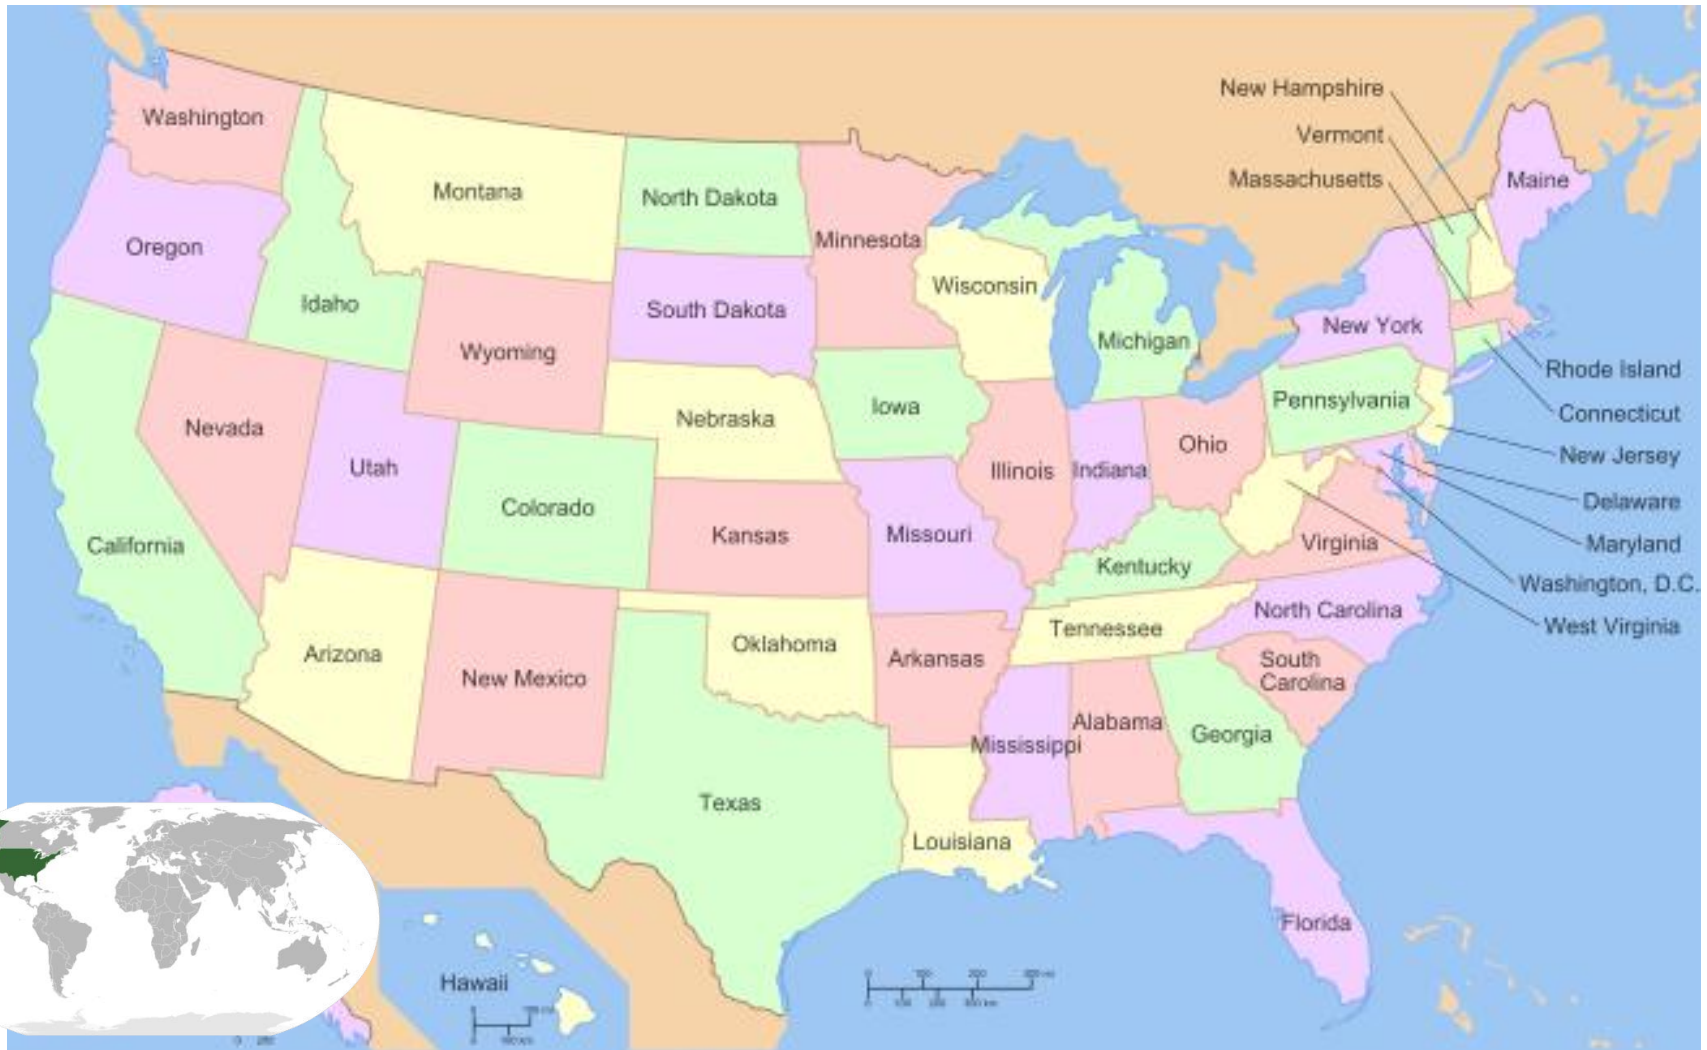 New Hampshire
Vermont
Massachusetts
Washington
Maine
Montana
North Dakota
Minnesota
Oregon
Wisconsin
Idaho
South Dakota
New York
Michigan
Wyoming
Rhode Island
Pennsylvania
Iowa
Connecticut
Nebraska
Nevada
Ohio
New Jersey
Utah
Illinois
Indiana
Delaware
Colorado
Kansas
Missouri
Virginia
Maryland
California
Kentucky
Washington, D.C.
North Carolina
West Virginia
Tennessee
Oklahoma
Arizona
Arkansas
South
Carolina
New Mexico
Alabama
Georgia
Mississippi
Texas
Louisiana
Florida
Hawaii